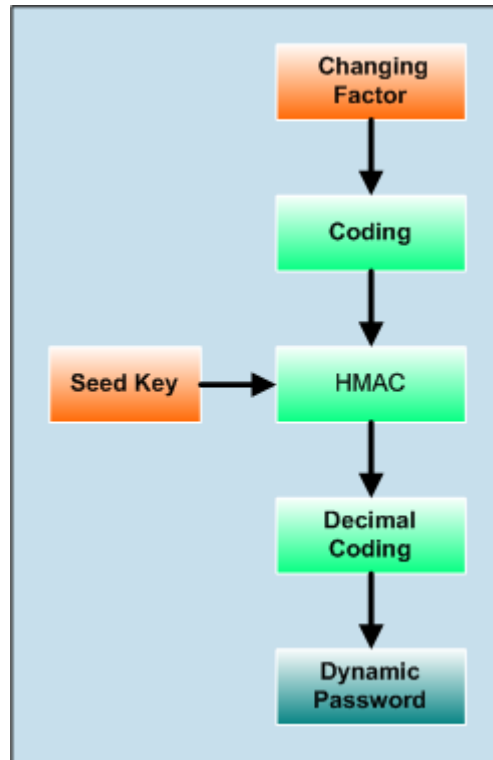 Changing
Factor
Coding
Seed Key
HMAC
Decimal
Coding
Dynamic
Password